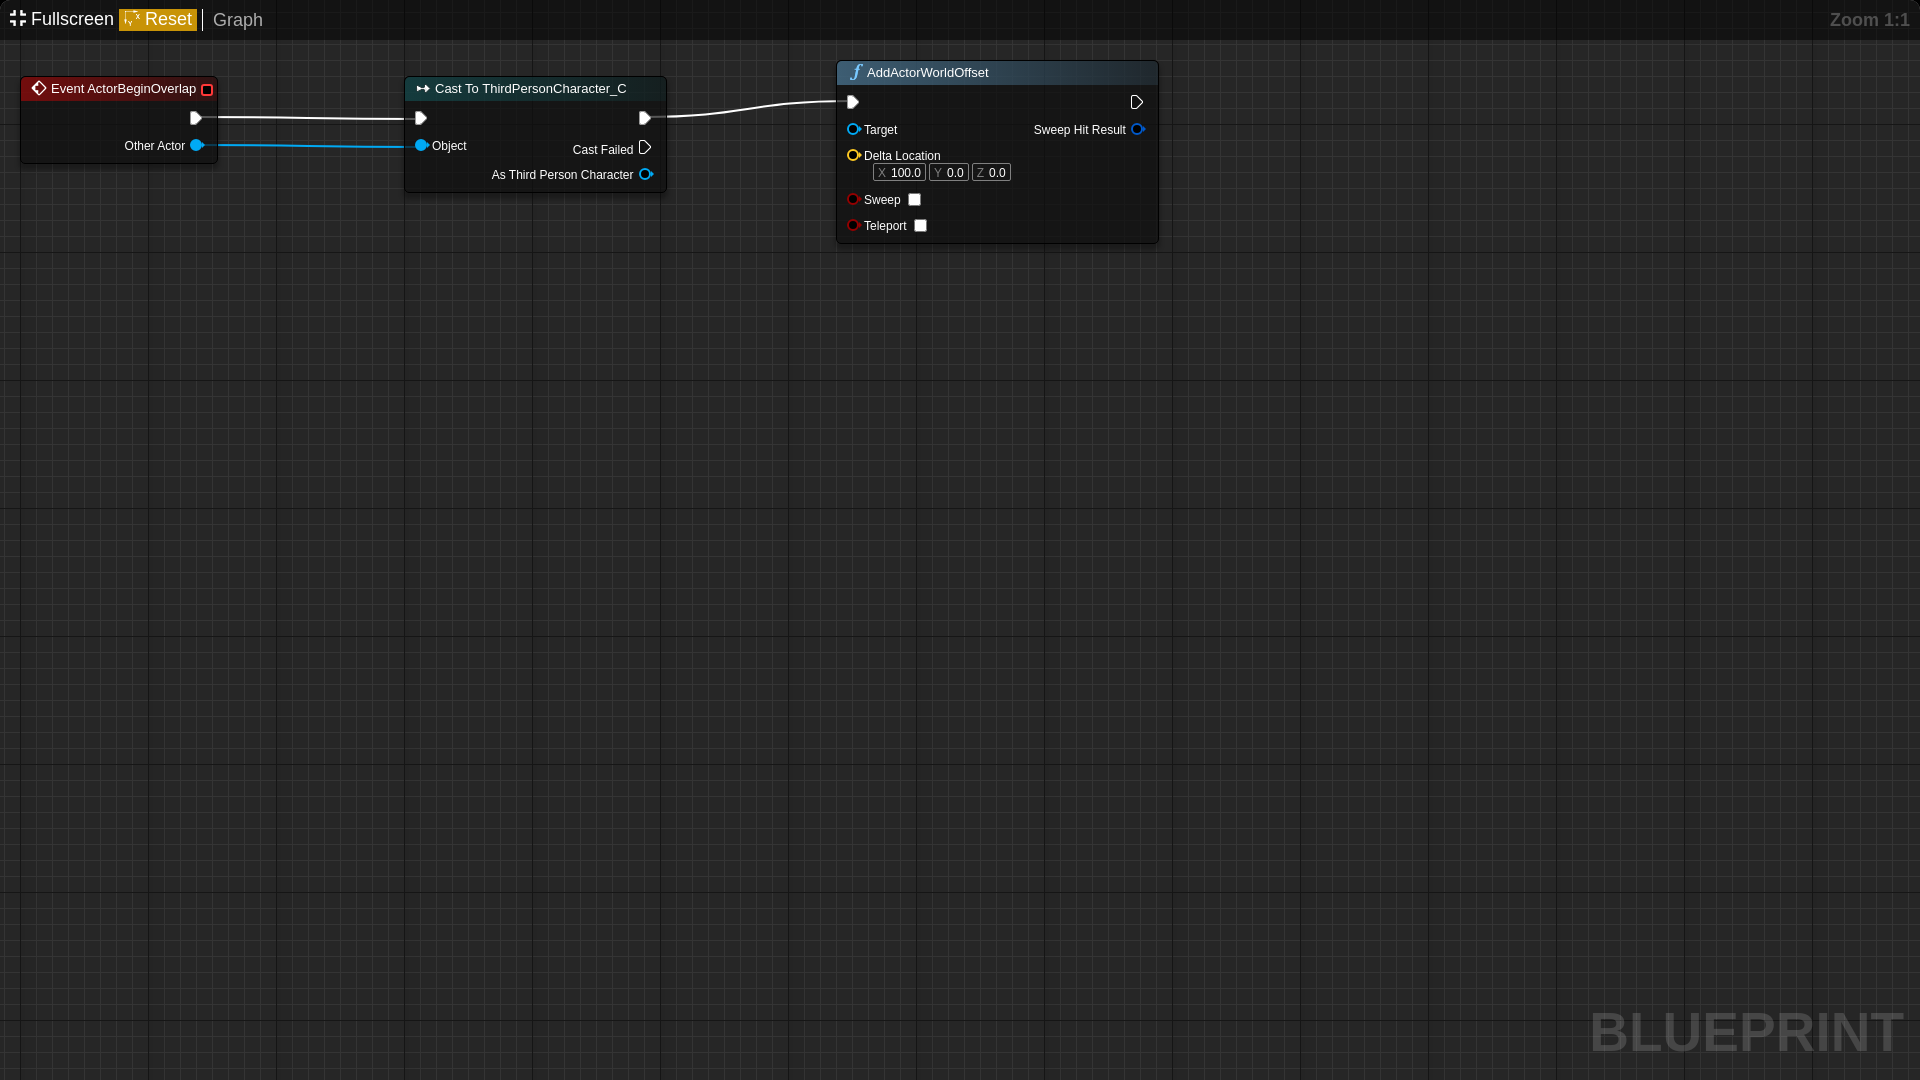 Fullscreen Reset Graph Zoom 1:1
Event ActorBeginOverlap
Other Actor
Cast To ThirdPersonCharacter_C
Object
Cast Failed
As Third Person Character
AddActorWorldOffset
Target
Sweep Hit Result
Delta Location
X 100.0 Y 0.0 Z 0.0
Sweep
Teleport
BLUEPRINT